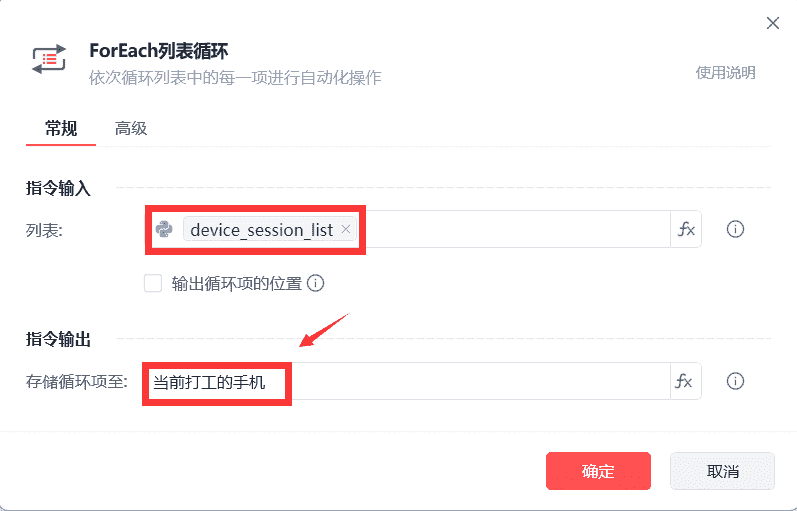 ForEach列表循环
依次循环列表中的每一项进行自动化操作
使用说明
常规 高级
指令输入
列表: device_session_list × fx
输出循环项的位置
指令输出
存储循环项至: 当前打工的手机 fx
确定 取消